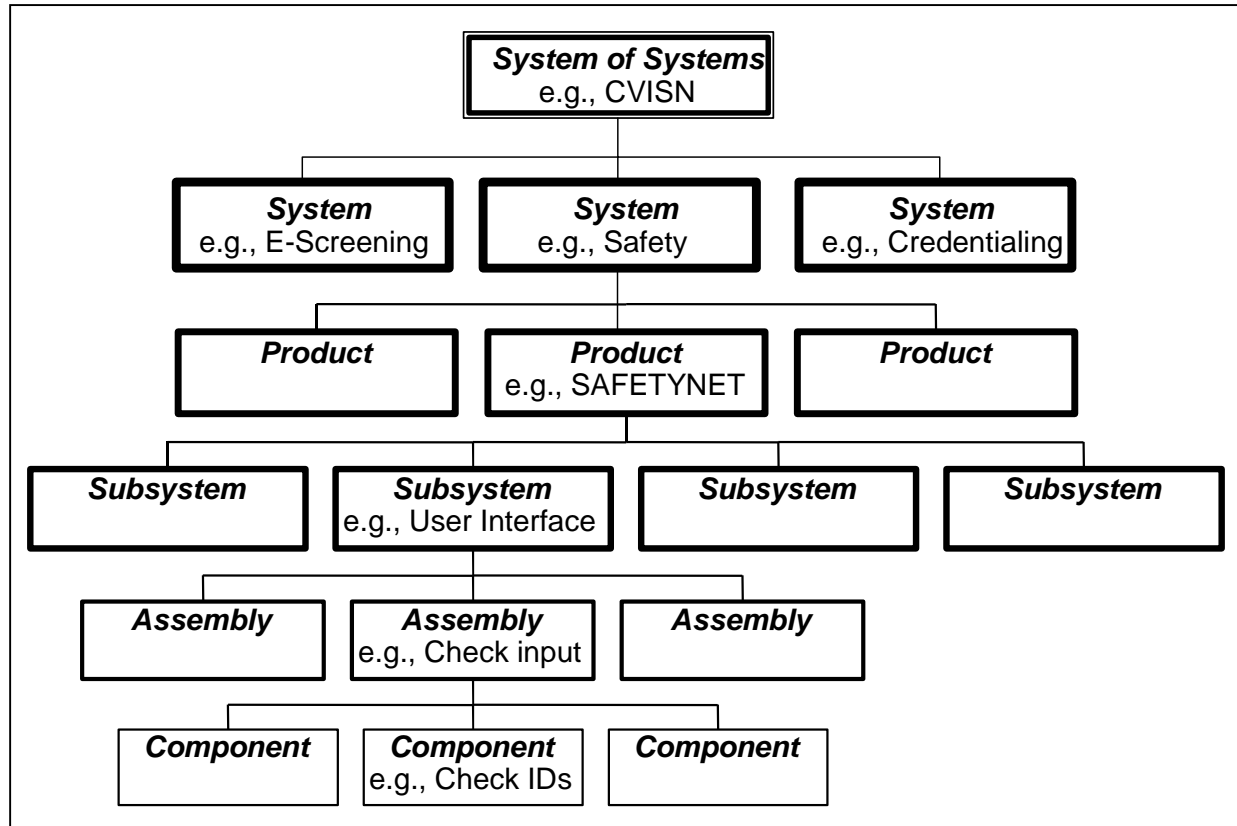 System of Systems
e.g., CVISN
System
e.g., E-Screening
System
e.g., Safety
System
e.g., Credentialing
Product
Product
e.g., SAFETYNET
Product
Subsystem
Subsystem
e.g., User Interface
Subsystem
Subsystem
Assembly
Assembly
e.g., Check input
Assembly
Component
Component
e.g., Check IDs
Component